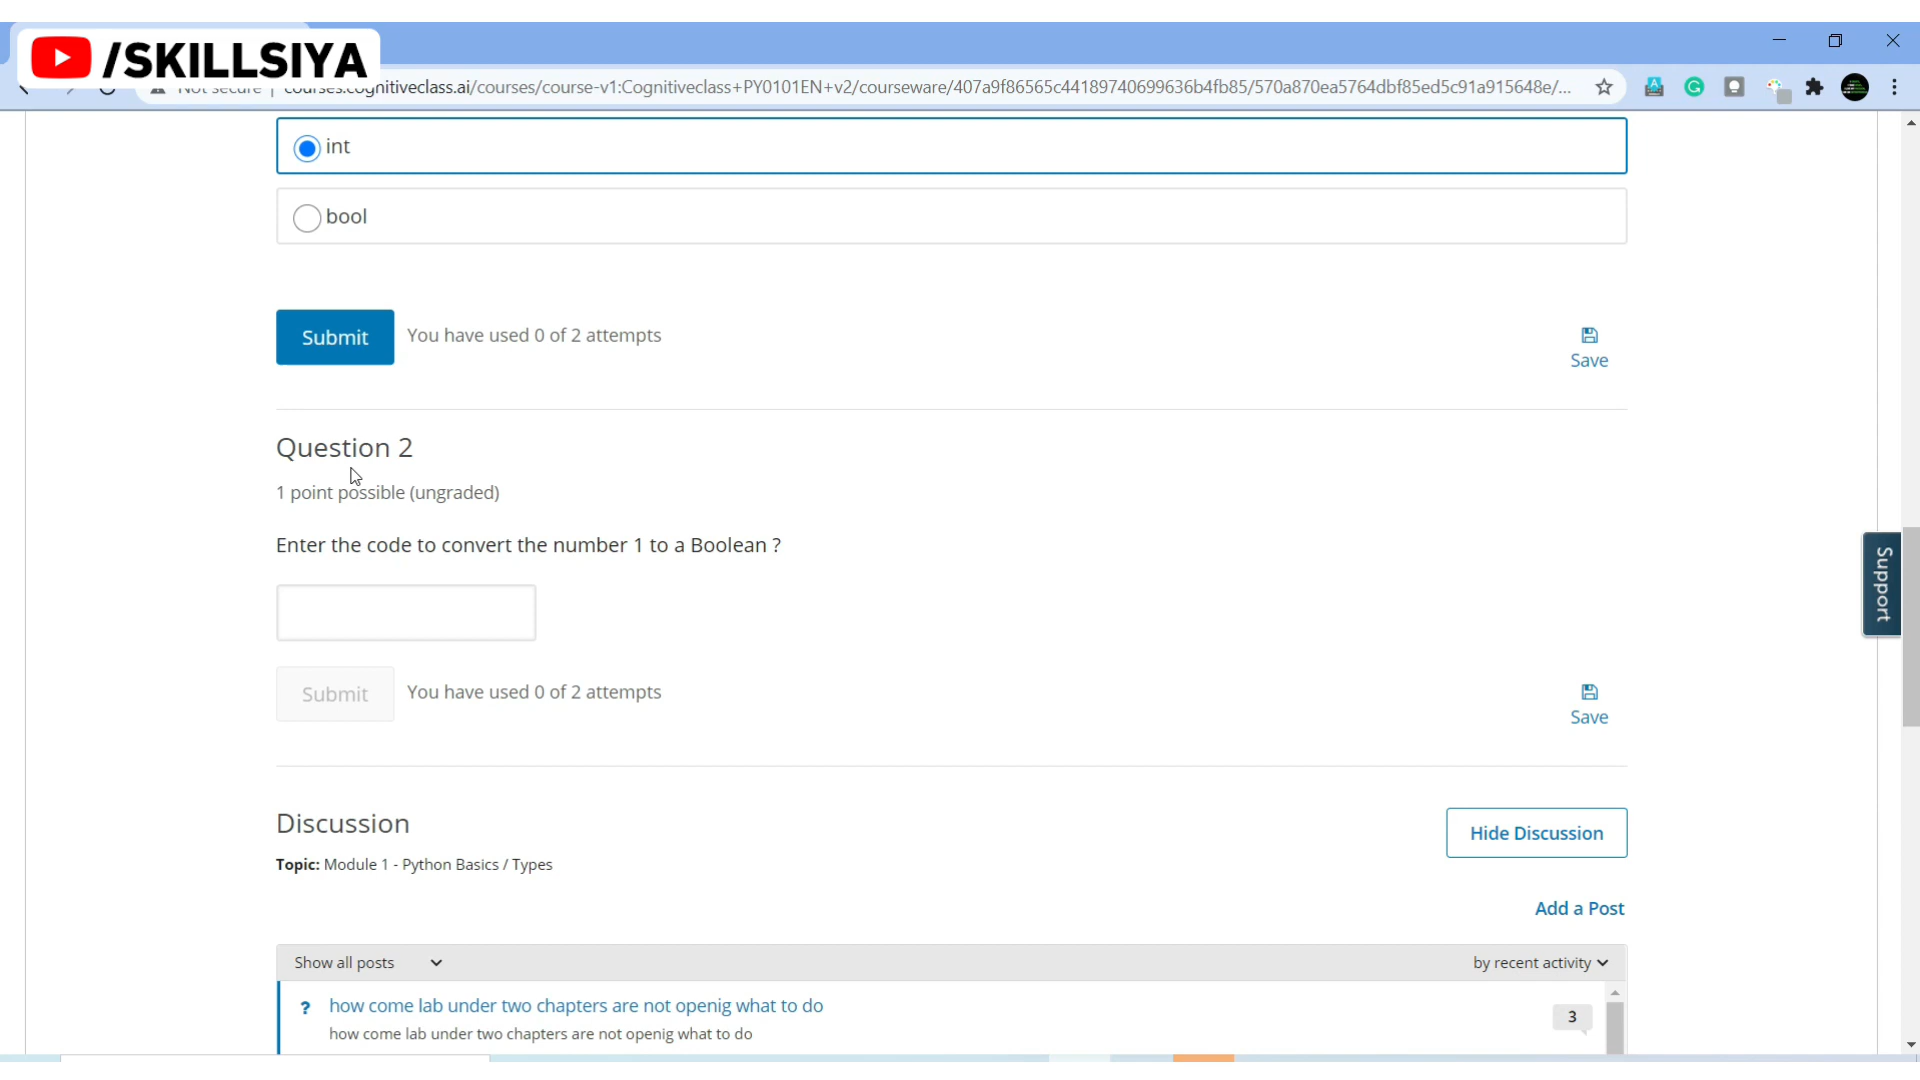 /SKILLSIYA
Not secure | courses.cognitiveclass.ai/courses/course-v1:Cognitiveclass+PY0101EN+v2/courseware/407a9f86565c44189740699636b4fb85/570a870ea5764dbf85ed5c91a915648e/...
int
bool
Submit You have used 0 of 2 attempts
Save
Question 2
1 point possible (ungraded)
Enter the code to convert the number 1 to a Boolean ?
Support
Submit You have used 0 of 2 attempts
Save
Discussion
Hide Discussion
Topic: Module 1 - Python Basics / Types
Add a Post
Show all posts by recent activity
? how come lab under two chapters are not openig what to do
3
how come lab under two chapters are not openig what to do